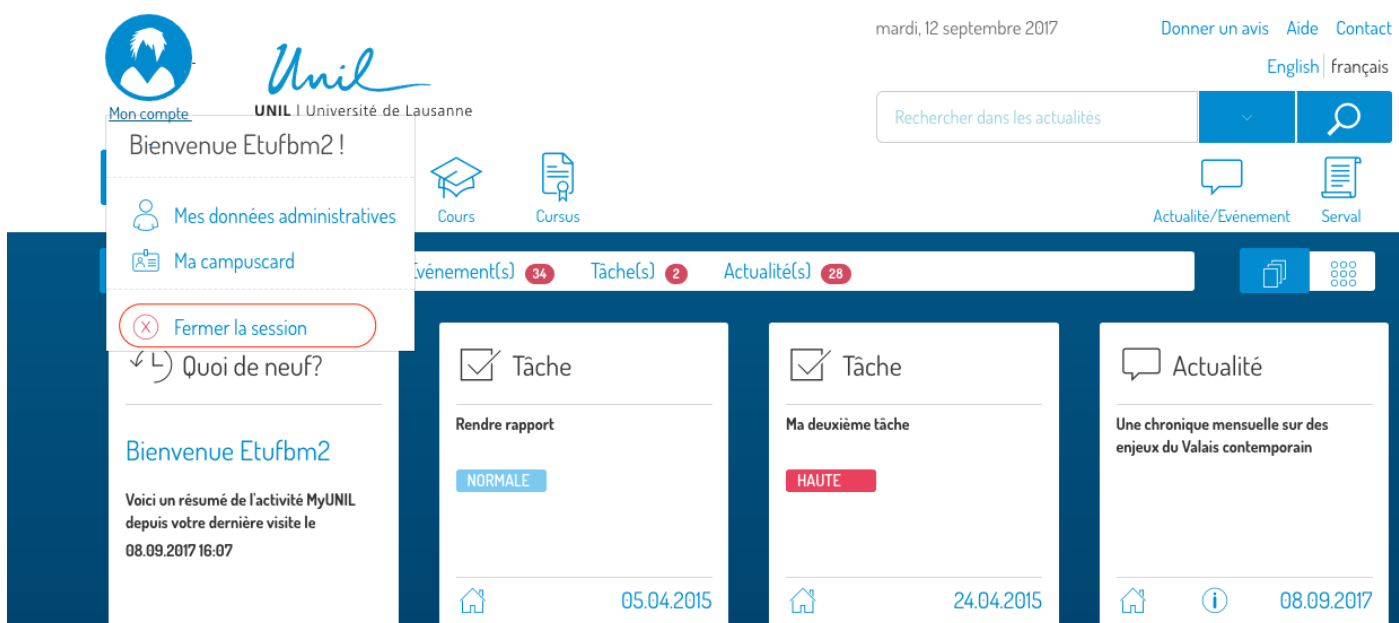 mardi, 12 septembre 2017
Donner un avis Aide Contact
English français
Unil
UNIL | Université de Lausanne
Mon compte
Rechercher dans les actualités
Bienvenue Etufbm2 !
Mes données administratives
Ma campuscard
Fermer la session
Cours
Cursus
Actualité/Evénement
Serval
vénement(s) 34
Tâche(s) 2
Actualité(s) 28
Quoi de neuf?
Bienvenue Etufbm2
Voici un résumé de l'activité MyUNIL
depuis votre dernière visite le
08.09.2017 16:07
Tâche
Rendre rapport
NORMALE
05.04.2015
Tâche
Ma deuxième tâche
HAUTE
24.04.2015
Actualité
Une chronique mensuelle sur des
enjeux du Valais contemporain
08.09.2017